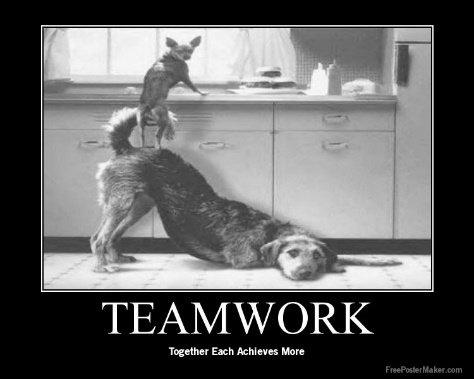 TEAMWORK
Together Each Achieves More
FreePosterMaker.com